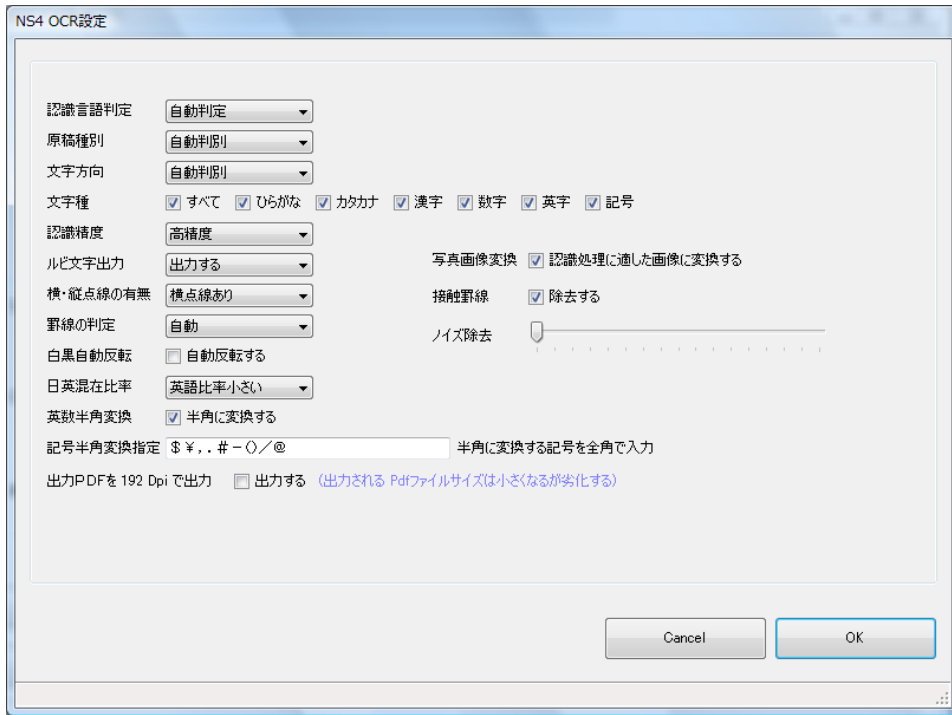 NS4 OCR設定
認識言語判定 自動判定
原稿種別 自動判別
文字方向 自動判別
文字種 すべて ひらがな カタカナ 漢字 数字 英字 記号
認識精度 高精度
ルビ文字出力 出力する 写真画像変換 認識処理に適した画像に変換する
横・縦点線の有無 横点線あり 接触罫線 除去する
罫線の判定 自動 ノイズ除去
白黒自動反転 自動反転する
日英混在比率 英語比率小さい
英数半角変換 半角に変換する
記号半角変換指定 $¥,.#-()/@ 半角に変換する記号を全角で入力
出力PDFを 192 Dpi で出力 出力する (出力される Pdfファイルサイズは小さくなるが劣化する)
Cancel OK